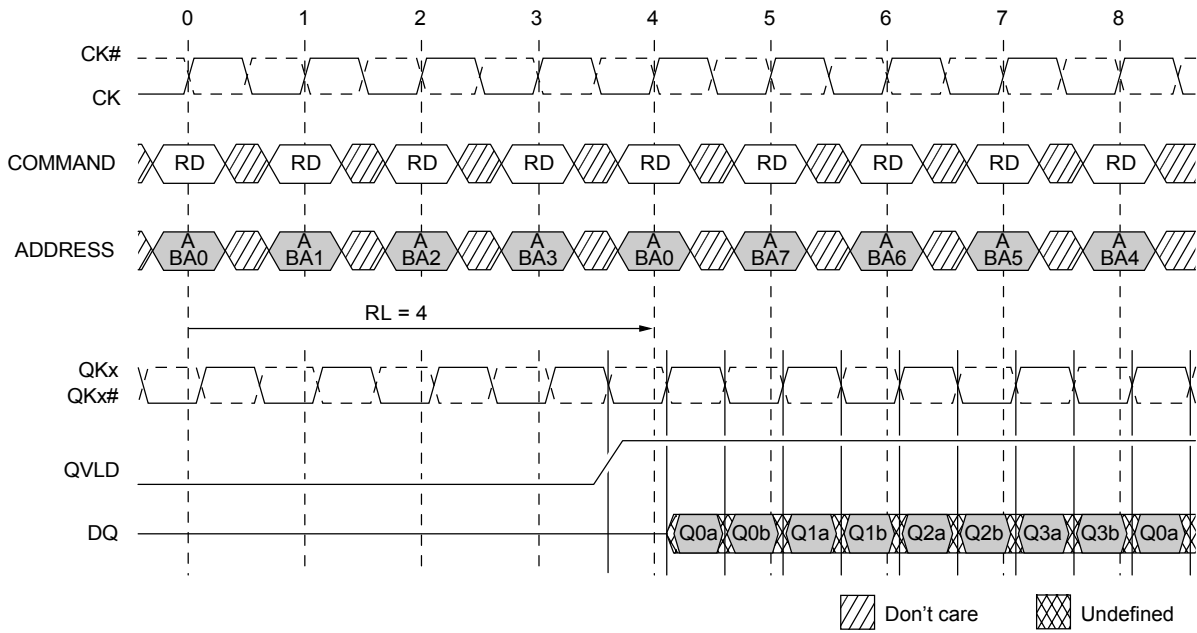 0 1 2 3 4 5 6 7 8
CK#
CK
COMMAND RD RD RD RD RD RD RD RD RD
ADDRESS A A A A A A A A A
BA0 BA1 BA2 BA3 BA0 BA7 BA6 BA5 BA4
RL = 4
QKx
QKx#
QVLD
DQ Q0a Q0b Q1a Q1b Q2a Q2b Q3a Q3b Q0a
Don't care Undefined